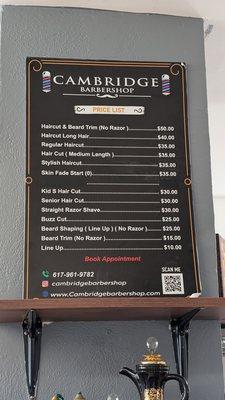 CAMBRIDGE
BARBERSHOP
PRICE LIST
Haircut & Beard Trim (No Razor )......................$50.00
Haircut Long Hair...............................................$40.00
Regular Haircut..................................................$35.00
Hair Cut ( Medium Length )................................$35.00
Stylish Haircut....................................................$35.00
Skin Fade Start (0)..............................................$35.00
Kid S Hair Cut.....................................................$30.00
Senior Hair Cut...................................................$30.00
Straight Razor Shave..........................................$30.00
Buzz Cut..............................................................$25.00
Beard Shaping ( Line Up ) ( No Razor )...............$25.00
Beard Trim (No Razor )........................................$15.00
Line Up................................................................$10.00
Book Appointment
SCAN ME
617-961-9782
cambridgebarbershop
www.Cambridgebarbershop.com